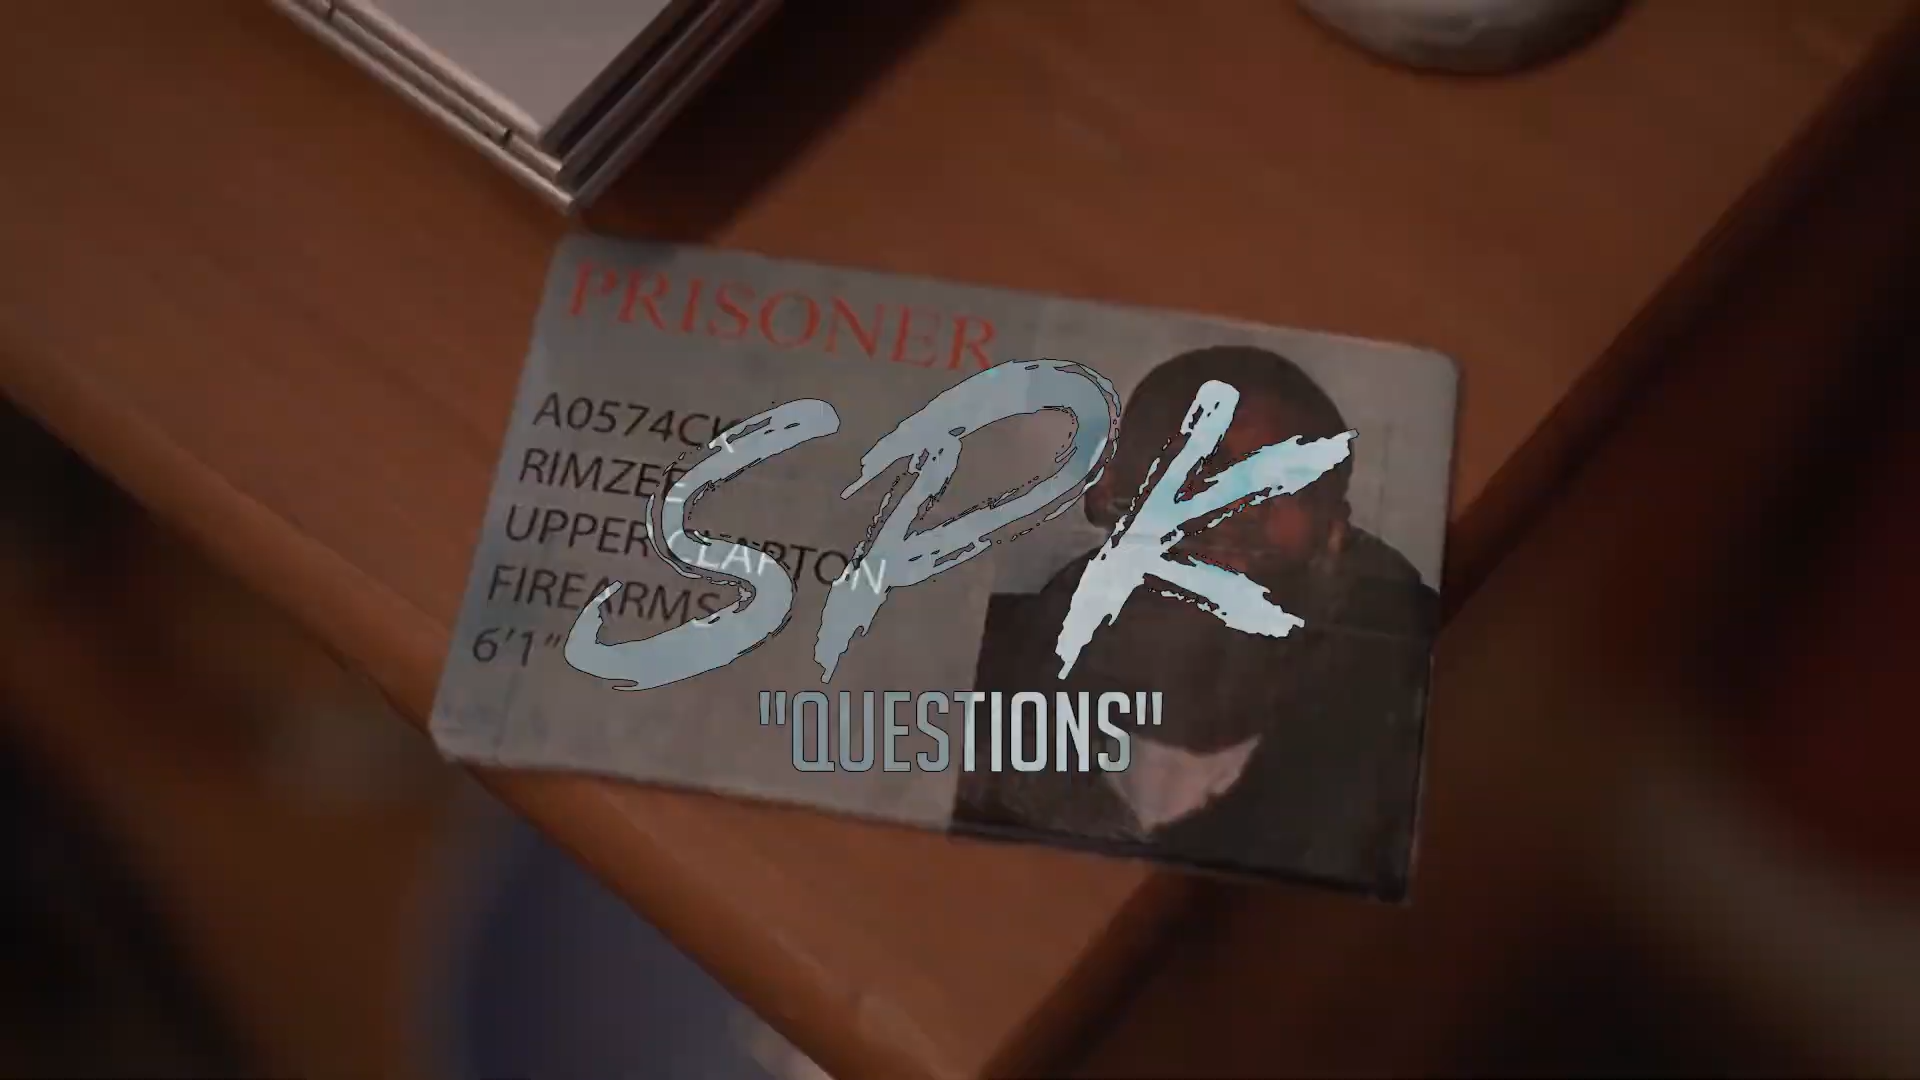 PRISONER
A0574CK
RIMZEE
UPPER CLAPTON
FIREARMS
6'1"
SPK
"QUESTIONS"